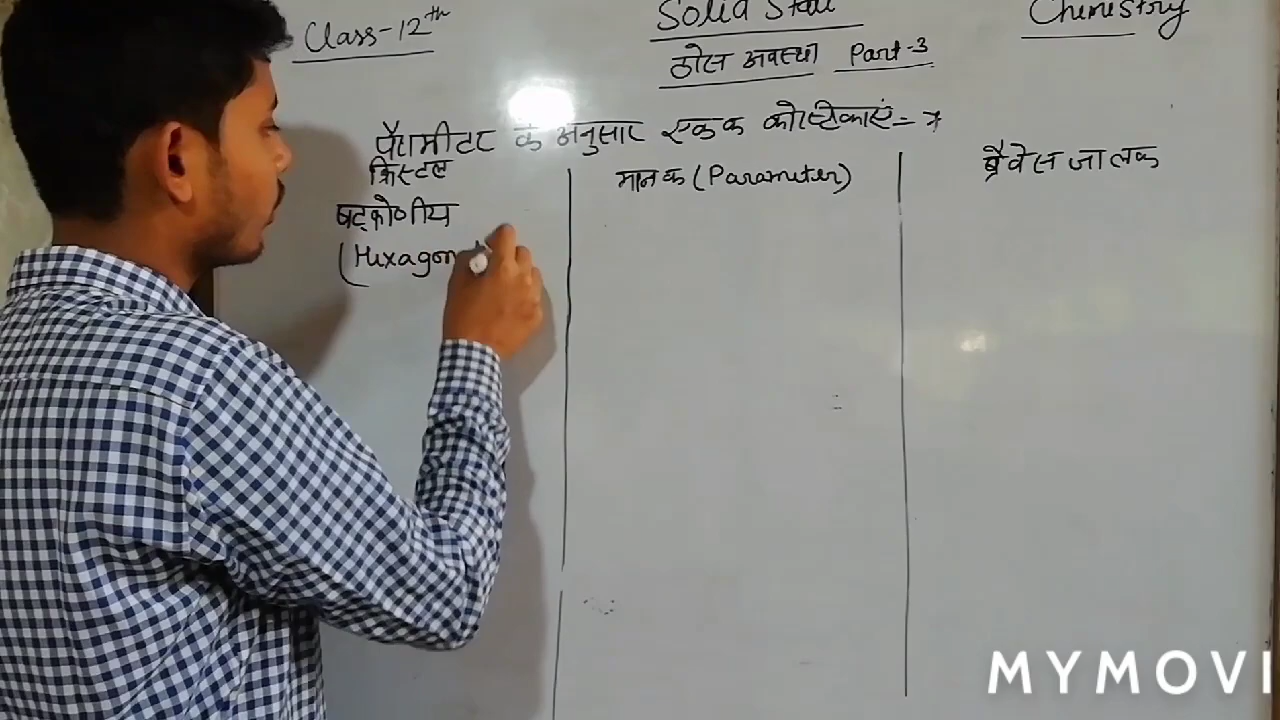 Class-12th
Solid State
Chemistry
ठोस अवस्था Part-3
पैरामीटर के अनुसार एकक कोष्ठिकाएं = 7
क्रिस्टल
मानक (Parameter)
ब्रैवेस जालक
षट्कोणीय
(Hexagon
MYMOVI